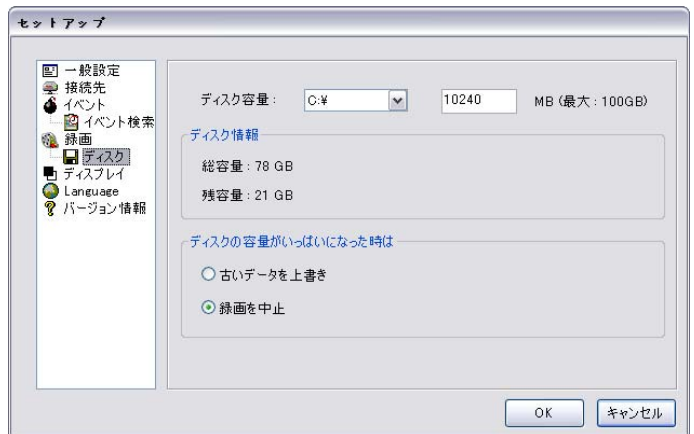 セットアップ
一般設定
接続先
イベント
イベント検索
録画
ディスク
ディスプレイ
Language
バージョン情報
ディスク容量 : C:¥ 10240 MB (最大 : 100GB)
ディスク情報
総容量 : 78 GB
残容量 : 21 GB
ディスクの容量がいっぱいになった時は
古いデータを上書き
録画を中止
OK キャンセル